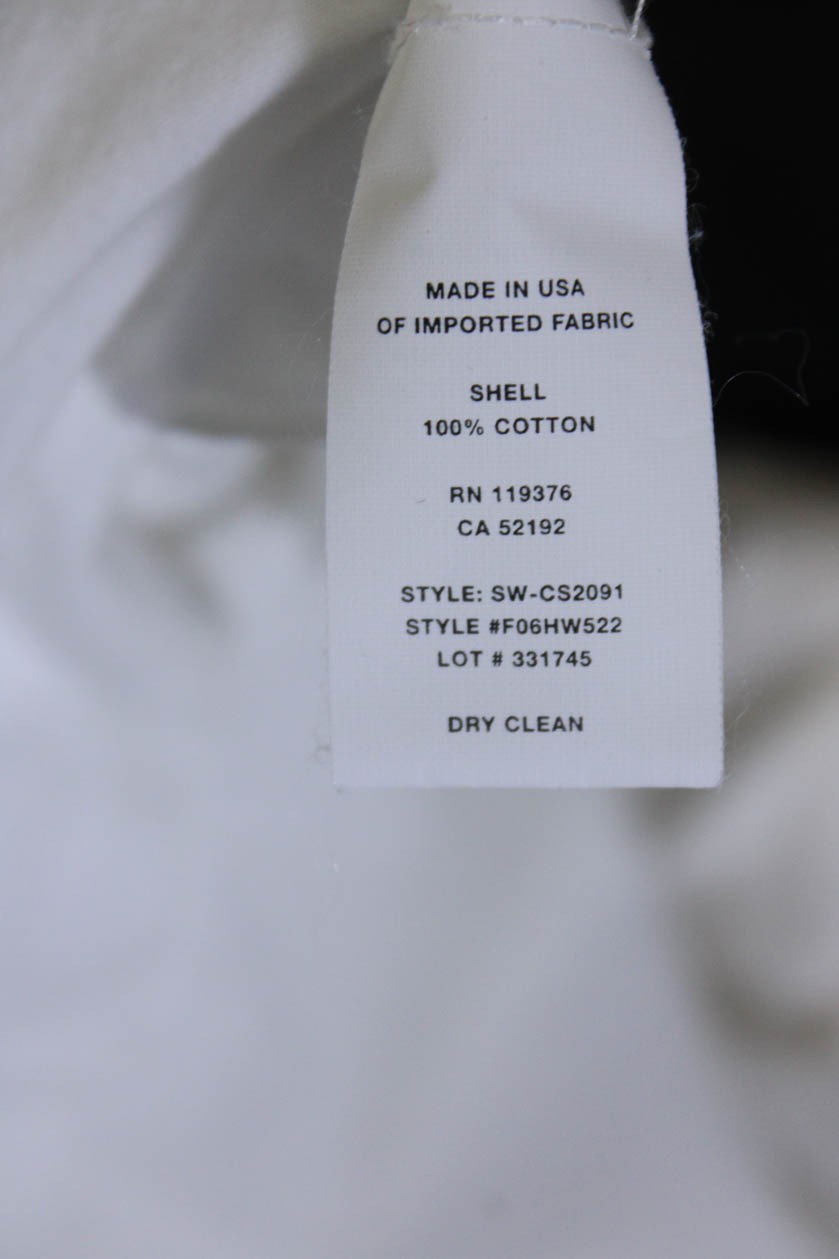 MADE IN USA
OF IMPORTED FABRIC
SHELL
100% COTTON
RN 119376
CA 52192
STYLE: SW-CS2091
STYLE #F06HW522
LOT # 331745
DRY CLEAN